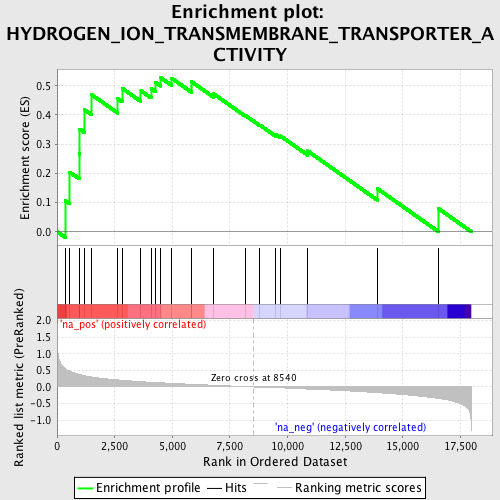 Enrichment plot:
HYDROGEN_ION_TRANSMEMBRANE_TRANSPORTER_A
CTIVITY
Enrichment score (ES)
0.5
0.4
0.3
0.2
0.1
0.0
'na_pos' (positively correlated)
Ranked list metric (PreRanked)
2.0
1.5
1.0
0.5
0.0
-0.5
-1.0
Zero cross at 8540
'na_neg' (negatively correlated)
0 2,500 5,000 7,500 10,000 12,500 15,000 17,500
Rank in Ordered Dataset
Enrichment profile Hits Ranking metric scores